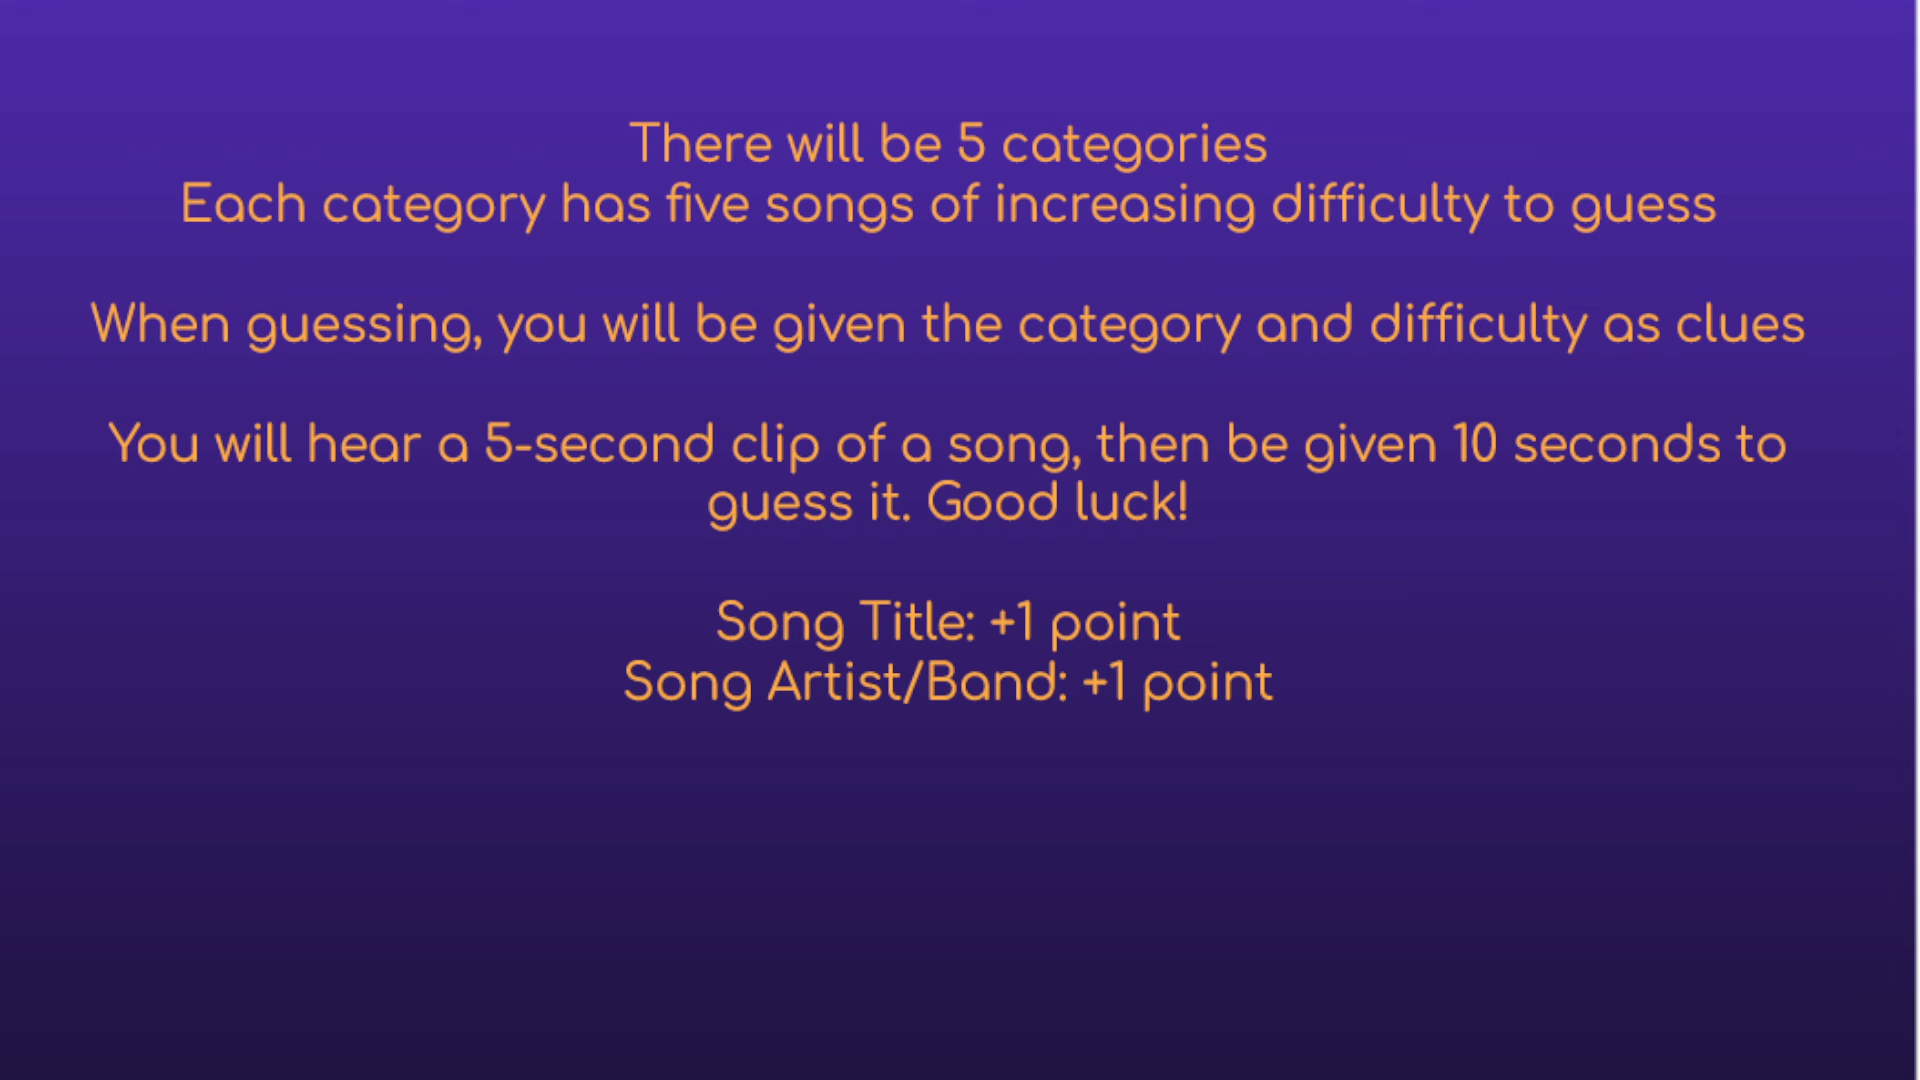 There will be 5 categories
Each category has five songs of increasing difficulty to guess
When guessing, you will be given the category and difficulty as clues
You will hear a 5-second clip of a song, then be given 10 seconds to
guess it. Good luck!
Song Title: +1 point
Song Artist/Band: +1 point